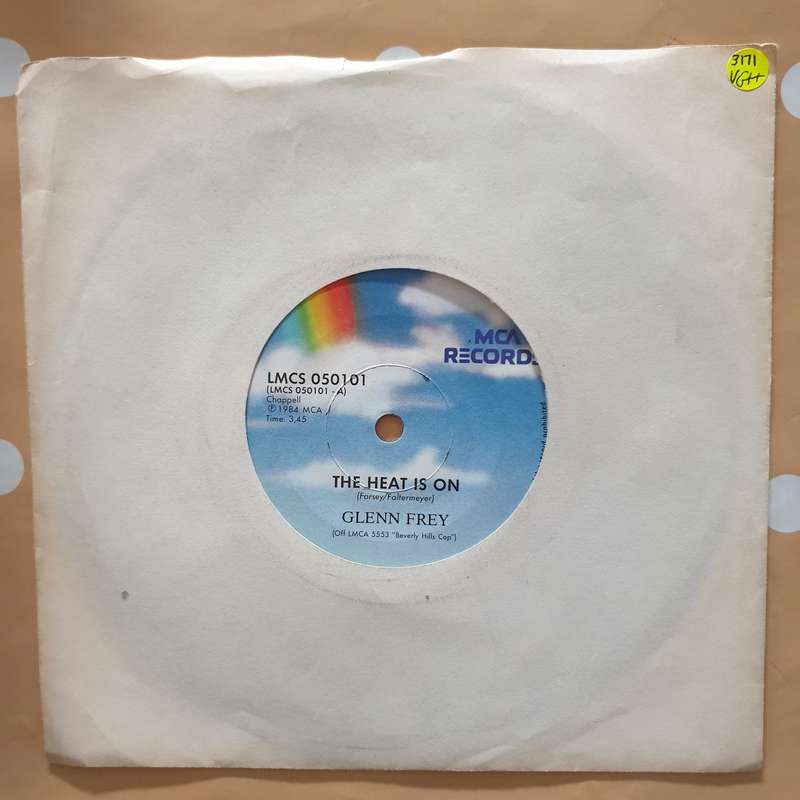 3171
VG++
MCA
RECORDS
LMCS 050101
(LMCS 050101 - A)
Chappell
℗ 1984 MCA
Time: 3,45
prohibited
THE HEAT IS ON
(Forsey/Faltermeyer)
GLENN FREY
(Off LMCA 5553 "Beverly Hills Cop")